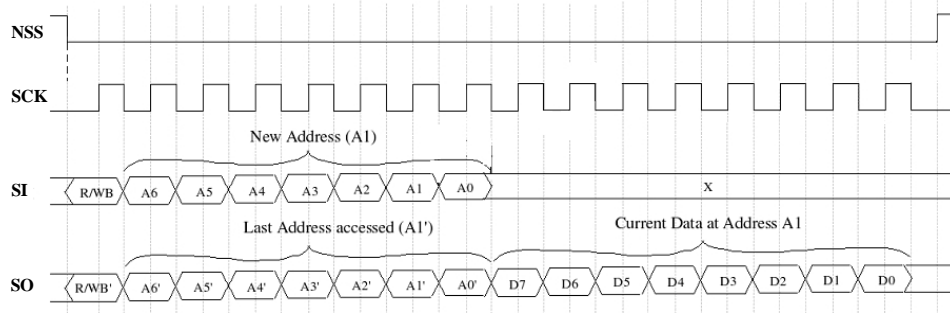 NSS
SCK
New Address (A1)
SI R/WB A6 A5 A4 A3 A2 A1 A0 X
Last Address accessed (A1') Current Data at Address A1
SO R/WB' A6' A5' A4' A3' A2' A1' A0' D7 D6 D5 D4 D3 D2 D1 D0